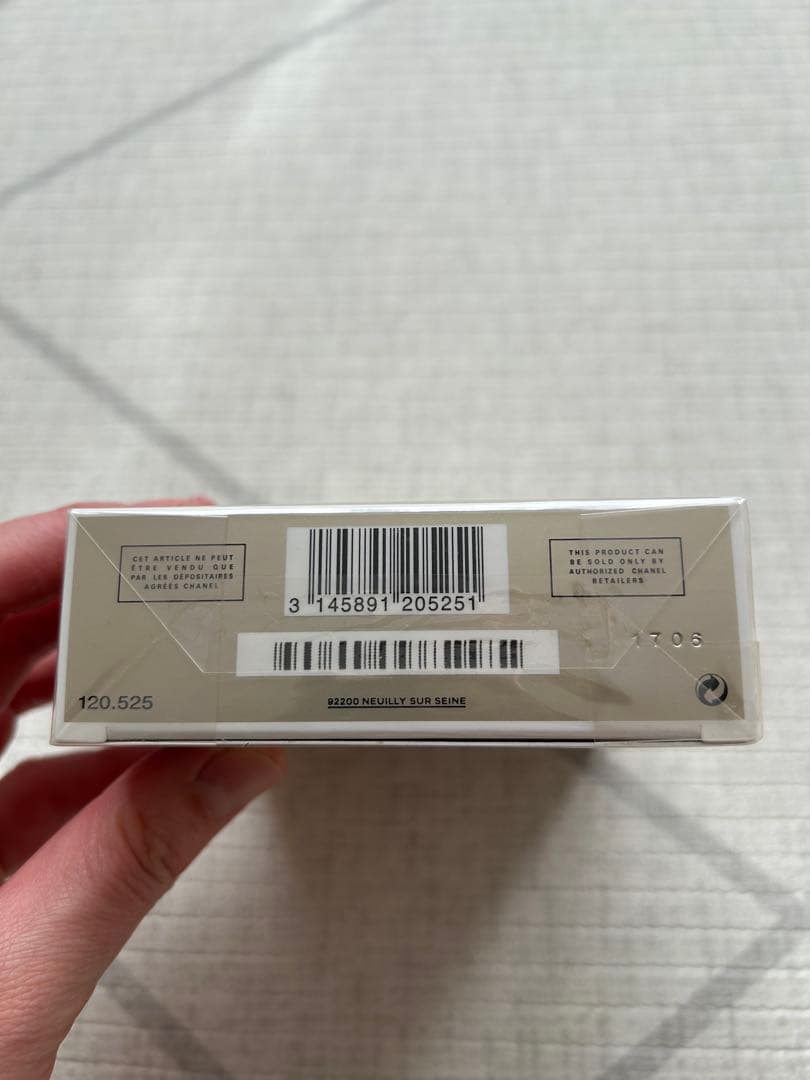 CET ARTICLE NE PEUT
ÊTRE VENDU QUE
PAR LES DÉPOSITAIRES
AGRÉÉS CHANEL
3 145891 205251
THIS PRODUCT CAN
BE SOLD ONLY BY
AUTHORIZED CHANEL
RETAILERS
1706
120.525
92200 NEUILLY SUR SEINE